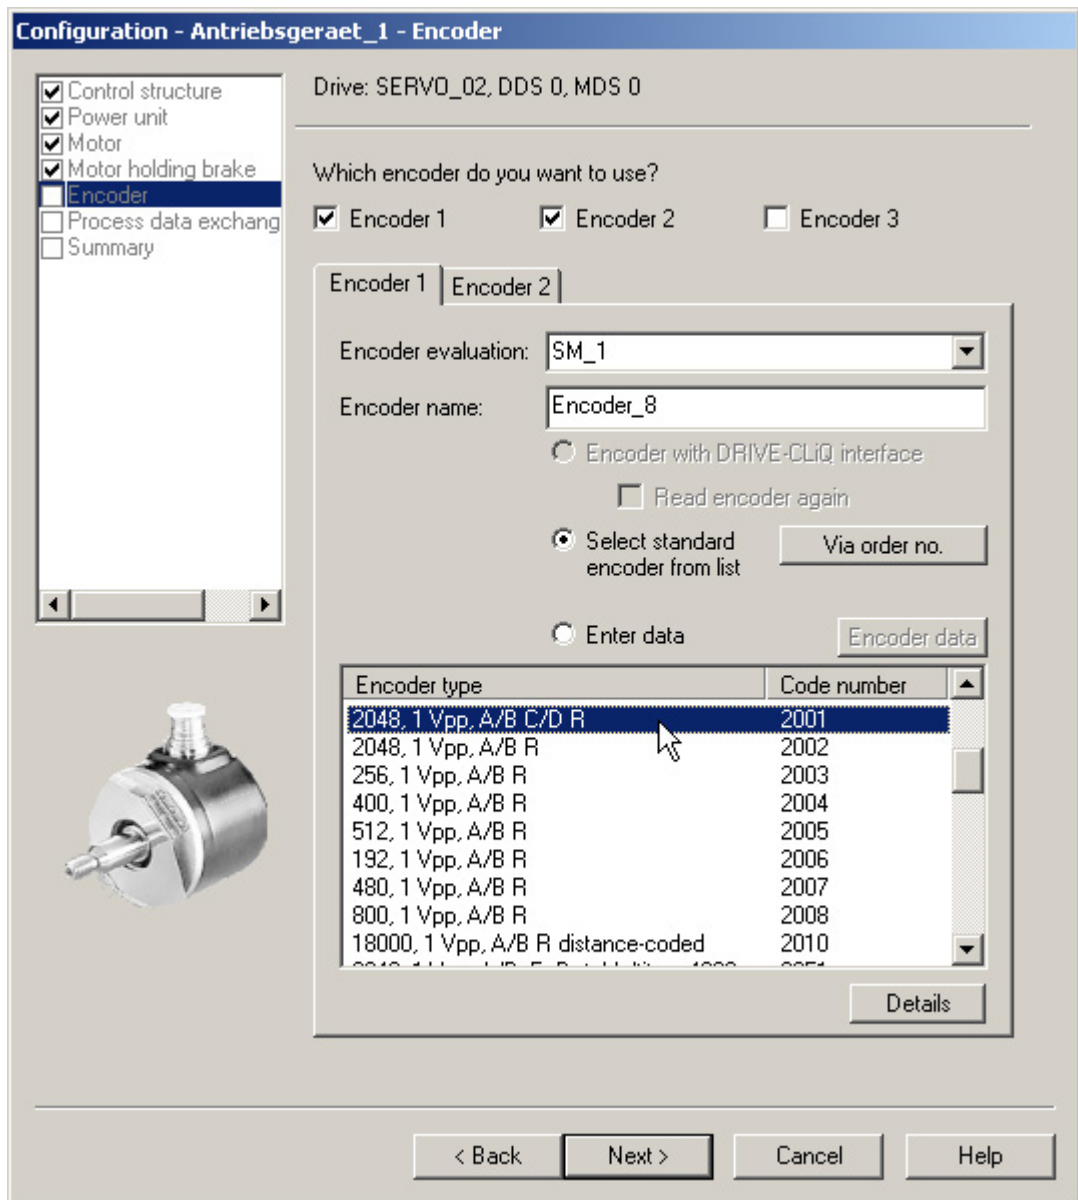 Configuration - Antriebsgeraet_1 - Encoder
Control structure
Power unit
Motor
Motor holding brake
Encoder
Process data exchang
Summary
Drive: SERVO_02, DDS 0, MDS 0
Which encoder do you want to use?
Encoder 1 Encoder 2 Encoder 3
Encoder 1 Encoder 2
Encoder evaluation: SM_1
Encoder name: Encoder_8
Encoder with DRIVE-CLiQ interface
Read encoder again
Select standard
encoder from list
Via order no.
Enter data Encoder data
Encoder type Code number
2048, 1 Vpp, A/B C/D R 2001
2048, 1 Vpp, A/B R 2002
256, 1 Vpp, A/B R 2003
400, 1 Vpp, A/B R 2004
512, 1 Vpp, A/B R 2005
192, 1 Vpp, A/B R 2006
480, 1 Vpp, A/B R 2007
800, 1 Vpp, A/B R 2008
18000, 1 Vpp, A/B R distance-coded 2010
Details
< Back Next > Cancel Help